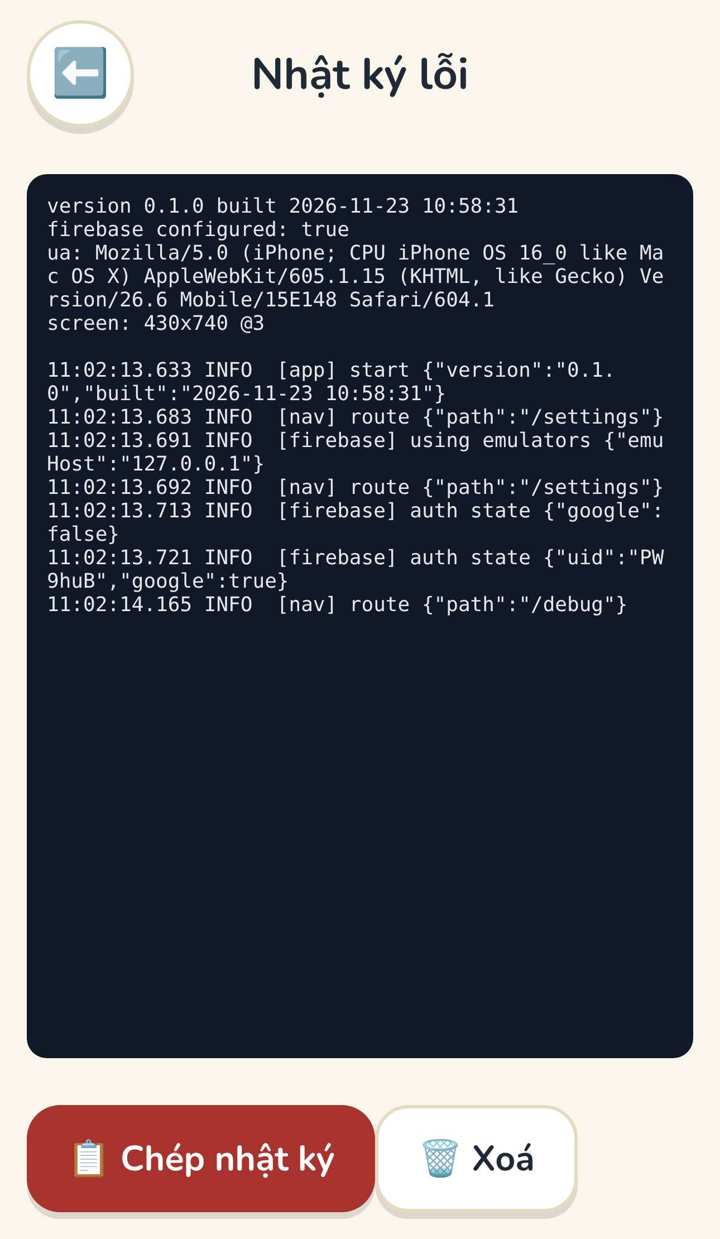 Nhật ký lỗi
version 0.1.0 built 2026-11-23 10:58:31
firebase configured: true
ua: Mozilla/5.0 (iPhone; CPU iPhone OS 16_0 like Ma
c OS X) AppleWebKit/605.1.15 (KHTML, like Gecko) Ve
rsion/26.6 Mobile/15E148 Safari/604.1
screen: 430x740 @3
11:02:13.633 INFO  [app] start {"version":"0.1.
0","built":"2026-11-23 10:58:31"}
11:02:13.683 INFO  [nav] route {"path":"/settings"}
11:02:13.691 INFO  [firebase] using emulators {"emu
Host":"127.0.0.1"}
11:02:13.692 INFO  [nav] route {"path":"/settings"}
11:02:13.713 INFO  [firebase] auth state {"google":
false}
11:02:13.721 INFO  [firebase] auth state {"uid":"PW
9huB","google":true}
11:02:14.165 INFO  [nav] route {"path":"/debug"}
Chép nhật ký
Xoá